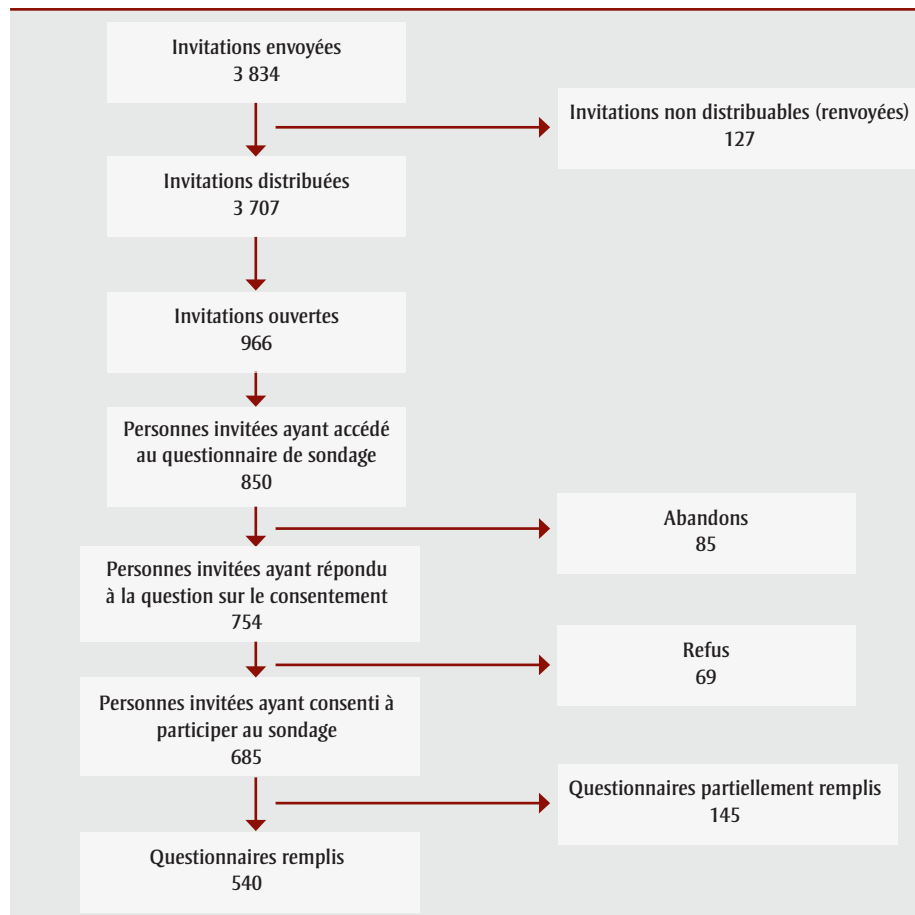 Invitations envoyées
3 834
Invitations non distribuables (renvoyées)
127
Invitations distribuées
3 707
Invitations ouvertes
966
Personnes invitées ayant accédé
au questionnaire de sondage
850
Abandons
85
Personnes invitées ayant répondu
à la question sur le consentement
754
Refus
69
Personnes invitées ayant consenti à
participer au sondage
685
Questionnaires partiellement remplis
145
Questionnaires remplis
540